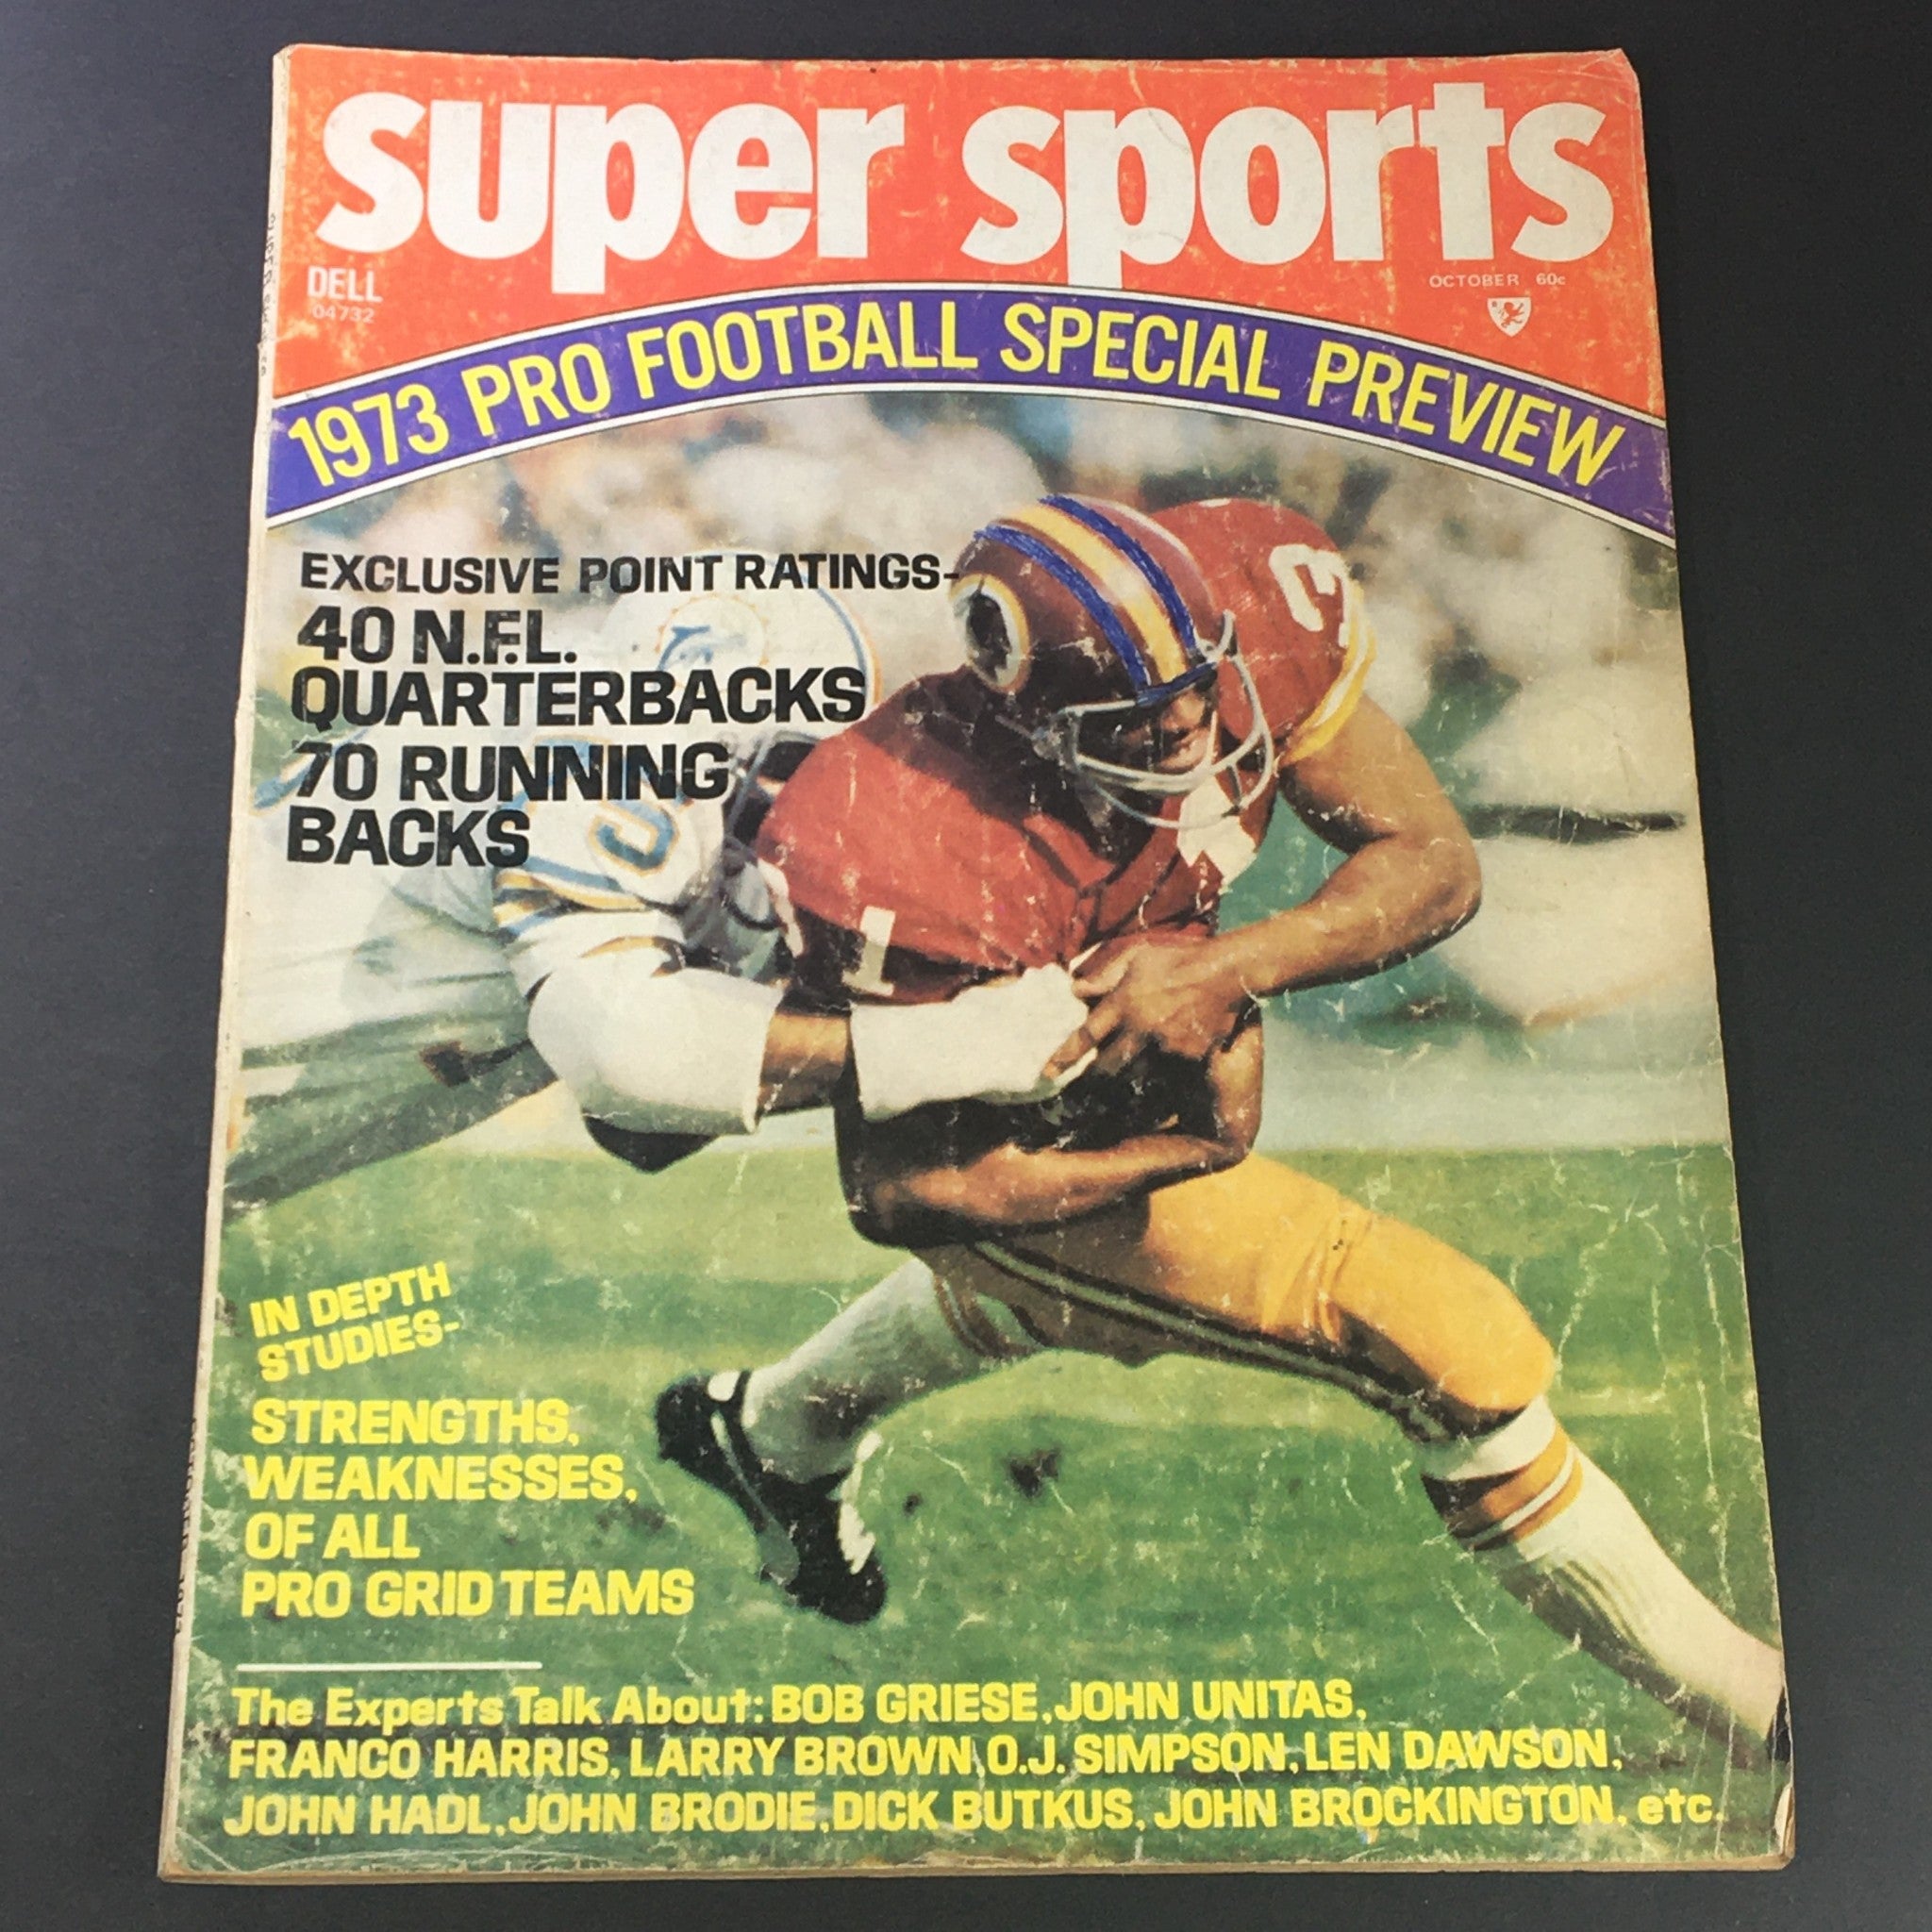 super sports
DELL
04732
OCTOBER 60¢
1973 PRO FOOTBALL SPECIAL PREVIEW
EXCLUSIVE POINT RATINGS-
40 N.F.L.
QUARTERBACKS
70 RUNNING
BACKS
1
IN DEPTH
STUDIES-
STRENGTHS,
WEAKNESSES,
OF ALL
PRO GRID TEAMS
The Experts Talk About: BOB GRIESE, JOHN UNITAS,
FRANCO HARRIS, LARRY BROWN, O.J. SIMPSON, LEN DAWSON,
JOHN HADL, JOHN BRODIE, DICK BUTKUS, JOHN BROCKINGTON, etc.